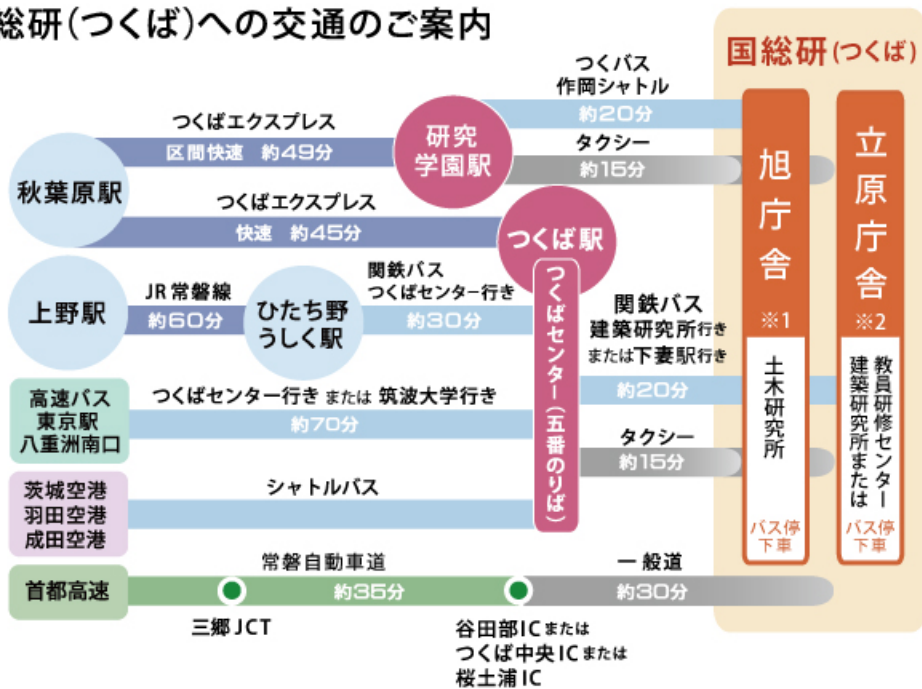 総研(つくば)への交通のご案内
国総研(つくば)
秋葉原駅
つくばエクスプレス
区間快速 約49分
研究
学園駅
つくバス
作岡シャトル
約20分
タクシー
約15分
つくばエクスプレス
快速 約45分
つくば駅
つくばセンター(五番のりば)
上野駅
JR常磐線
約60分
ひたち野
うしく駅
関鉄バス
つくばセンター行き
約30分
関鉄バス
建築研究所行き
または下妻駅行き
約20分
タクシー
約15分
高速バス
東京駅
八重洲南口
つくばセンター行き または 筑波大学行き
約70分
茨城空港
羽田空港
成田空港
シャトルバス
首都高速
常磐自動車道
約35分
一般道
約30分
三郷JCT
谷田部ICまたは
つくば中央ICまたは
桜土浦IC
旭庁舎
※1
土木研究所
バス停
下車
立原庁舎
※2
教員研修センター
建築研究所または
バス停
下車